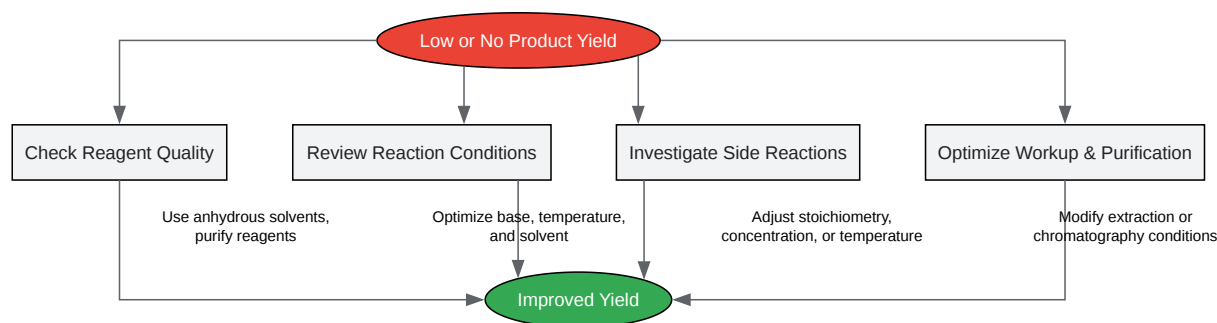 Low or No Product Yield
Check Reagent Quality
Review Reaction Conditions
Investigate Side Reactions
Optimize Workup & Purification
Use anhydrous solvents,
purify reagents
Optimize base, temperature,
and solvent
Adjust stoichiometry,
concentration, or temperature
Modify extraction or
chromatography conditions
Improved Yield